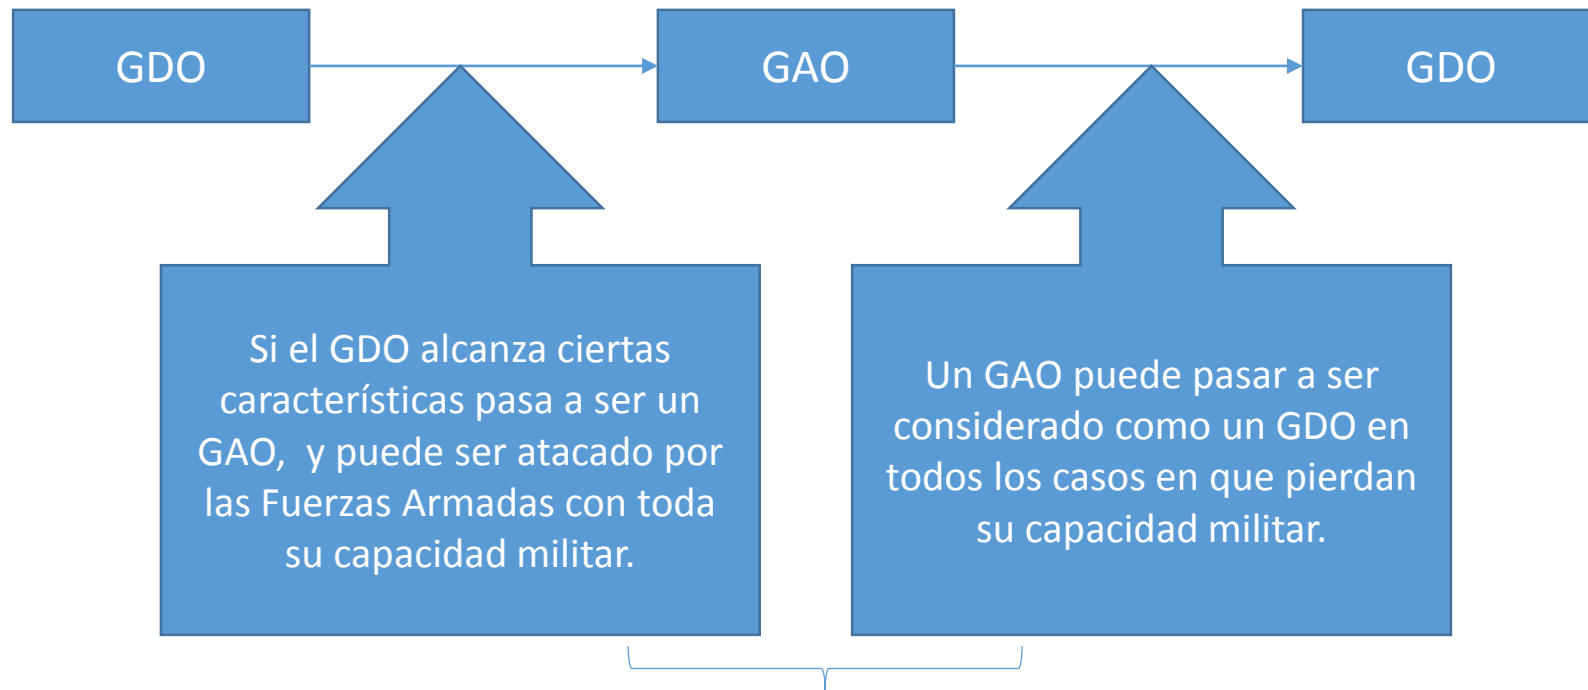 GDO
GAO
GDO
Si el GDO alcanza ciertas
características pasa a ser un
GAO,  y puede ser atacado por
las Fuerzas Armadas con toda
su capacidad militar.
Un GAO puede pasar a ser
considerado como un GDO en
todos los casos en que pierdan
su capacidad militar.